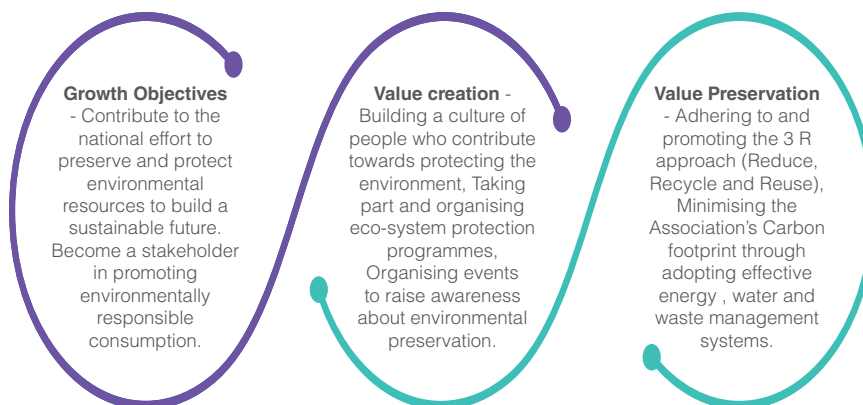 Growth Objectives
- Contribute to the
national effort to
preserve and protect
environmental
resources to build a
sustainable future.
Become a stakeholder
in promoting
environmentally
responsible
consumption.
Value creation -
Building a culture of
people who contribute
towards protecting the
environment, Taking
part and organising
eco-system protection
programmes,
Organising events
to raise awareness
about environmental
preservation.
Value Preservation
- Adhering to and
promoting the 3 R
approach (Reduce,
Recycle and Reuse),
Minimising the
Association's Carbon
footprint through
adopting effective
energy , water and
waste management
systems.